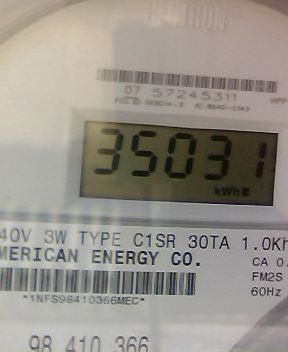 07 57245311
35031
kWh
40V 3W TYPE C1SR 30TA 1.0Kh
MERICAN ENERGY CO.
CA 0.
FM2S
*1NFS98410366MEC*
60Hz
98 410 366